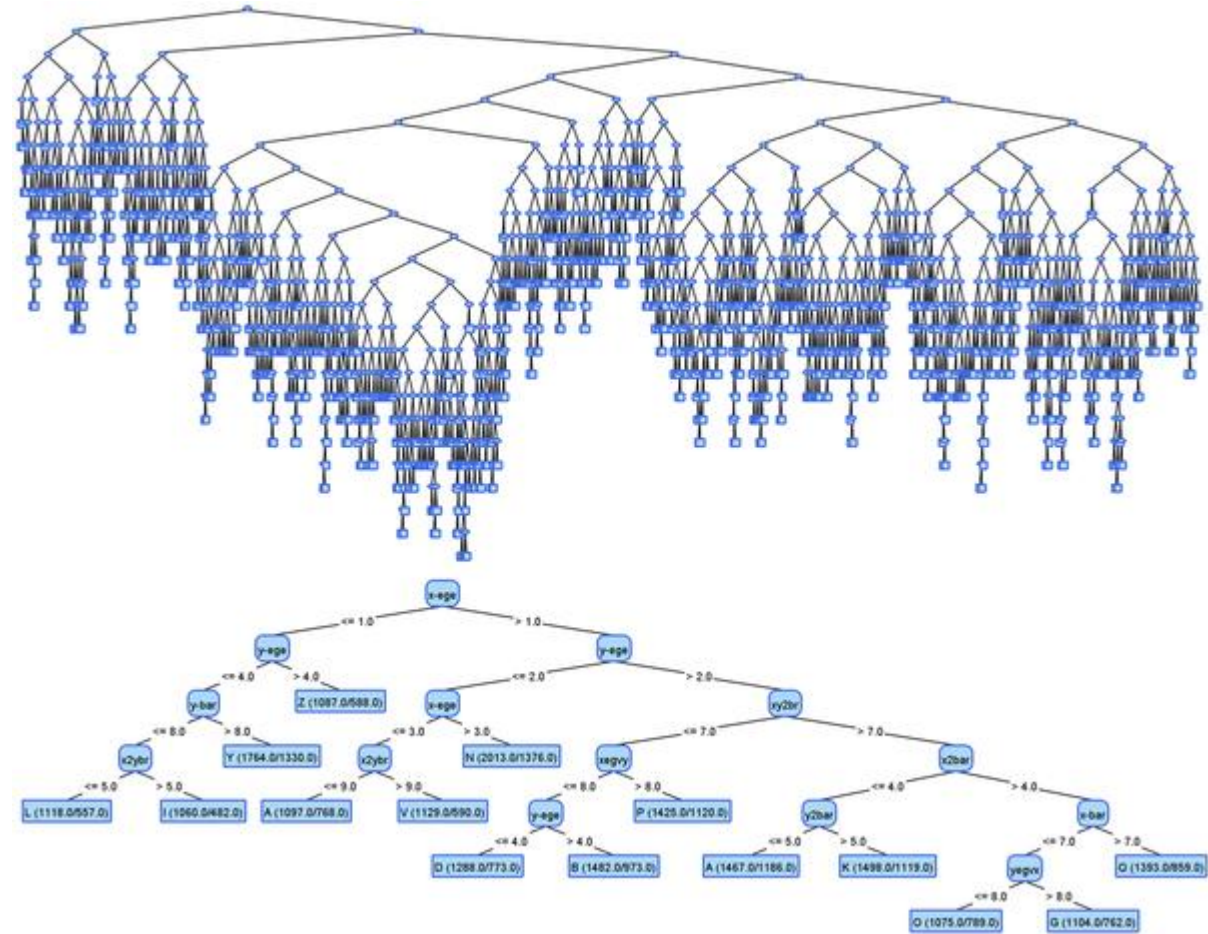 x-ege
<= 1.0 > 1.0
y-ege y-ege
<= 4.0 > 4.0 <= 2.0 > 2.0
y-bar Z (1087.0/588.0) x-ege xy2br
<= 8.0 > 8.0 <= 3.0 > 3.0 <= 7.0 > 7.0
x2ybr Y (1764.0/1330.0) x2ybr N (2013.0/1376.0) xegvy x2bar
<= 5.0 > 5.0 <= 9.0 > 9.0 <= 8.0 > 8.0 <= 4.0 > 4.0
L (1118.0/557.0) I (1060.0/482.0) A (1097.0/768.0) V (1129.0/590.0) y-ege P (1425.0/1120.0) y2bar x-bar
<= 4.0 > 4.0 <= 5.0 > 5.0 <= 7.0 > 7.0
D (1288.0/773.0) B (1482.0/973.0) A (1467.0/1186.0) K (1498.0/1119.0) yegvx Q (1393.0/859.0)
<= 8.0 > 8.0
O (1075.0/789.0) G (1104.0/762.0)